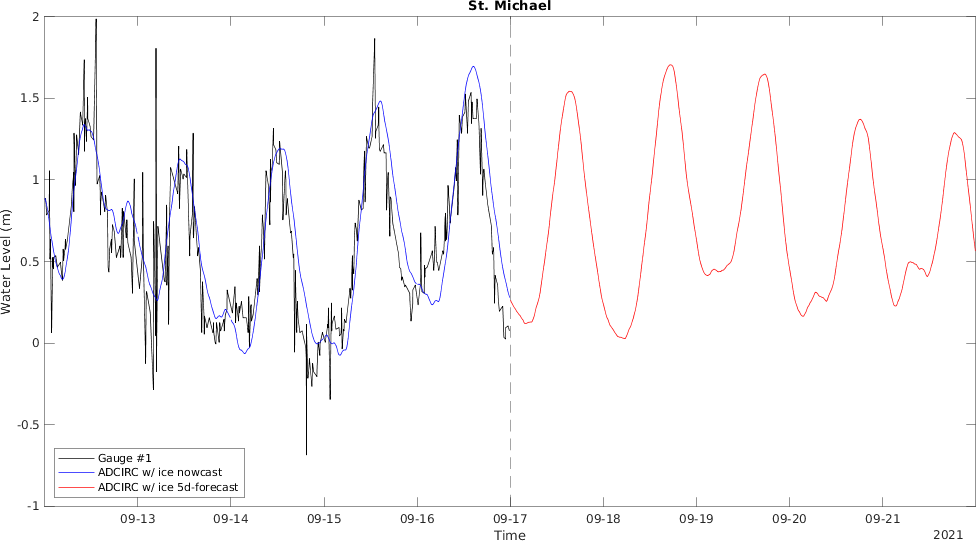 St. Michael
2
1.5
1
0.5
0
-0.5
-1
Water Level (m)
Gauge #1
ADCIRC w/ ice nowcast
ADCIRC w/ ice 5d-forecast
09-13 09-14 09-15 09-16 09-17 09-18 09-19 09-20 09-21
Time
2021